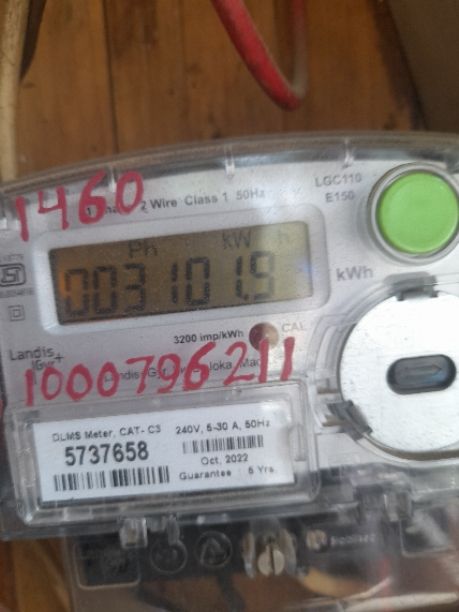 1460
LGC110
E150
2 Wire Class 1 50Hz
Ph kW h
003101.9
kWh
3200 imp/kWh
CAL
Landis
Gyr+
1000796211
DLMS Meter, CAT- C3 240V, 5-30 A, 50Hz
5737658
Oct, 2022
Guarantee : 5 Yrs.